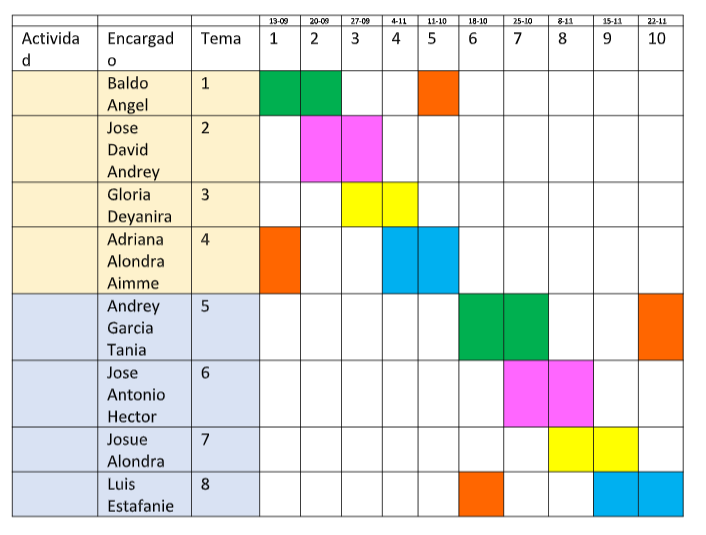 13-09 20-09 27-09 4-11 11-10 18-10 25-10 8-11 15-11 22-11
Activida Encargad Tema 1 2 3 4 5 6 7 8 9 10
d o
Baldo 1
Angel
Jose 2
David
Andrey
Gloria 3
Deyanira
Adriana 4
Alondra
Aimme
Andrey 5
Garcia
Tania
Jose 6
Antonio
Hector
Josue 7
Alondra
Luis 8
Estafanie